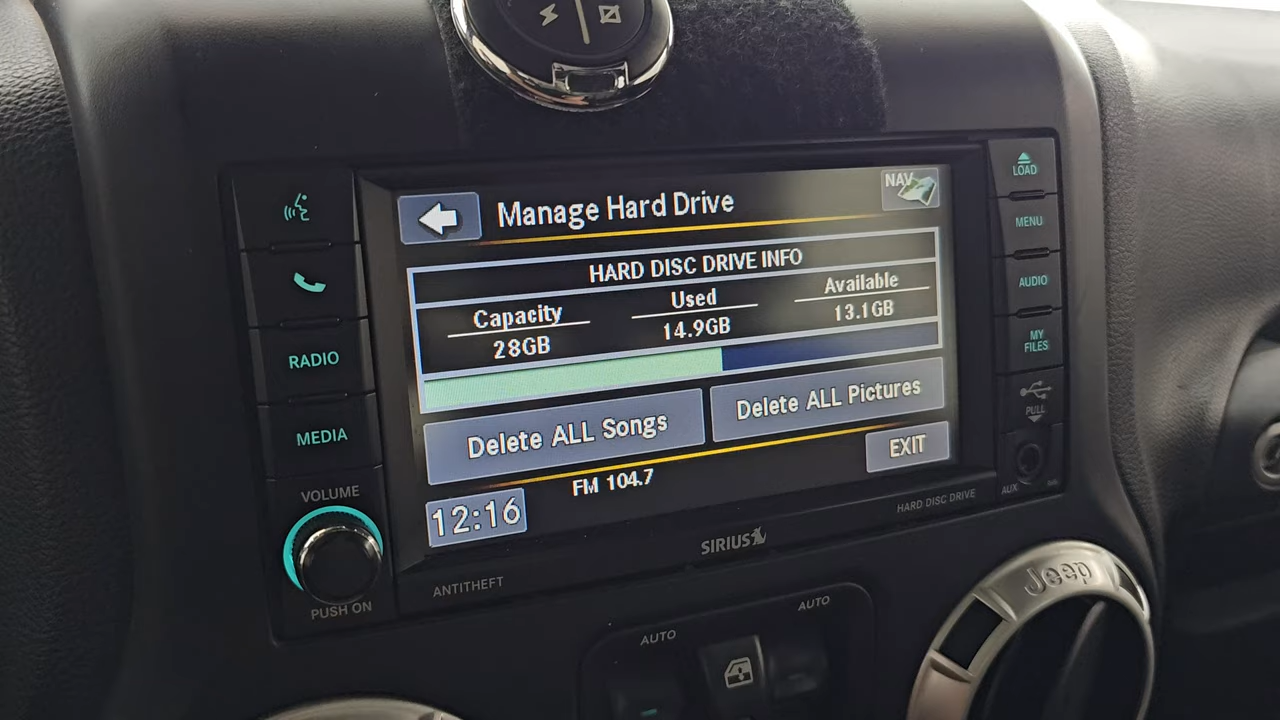 Manage Hard Drive
NAV
HARD DISC DRIVE INFO
Capacity
Used
Available
28GB
14.9GB
13.1GB
Delete ALL Songs
Delete ALL Pictures
EXIT
FM 104.7
12:16
RADIO
MEDIA
VOLUME
PUSH ON
ANTITHEFT
SIRIUS
HARD DISC DRIVE
LOAD
MENU
AUDIO
MY
FILES
PULL
AUX
AUTO
AUTO
Jeep